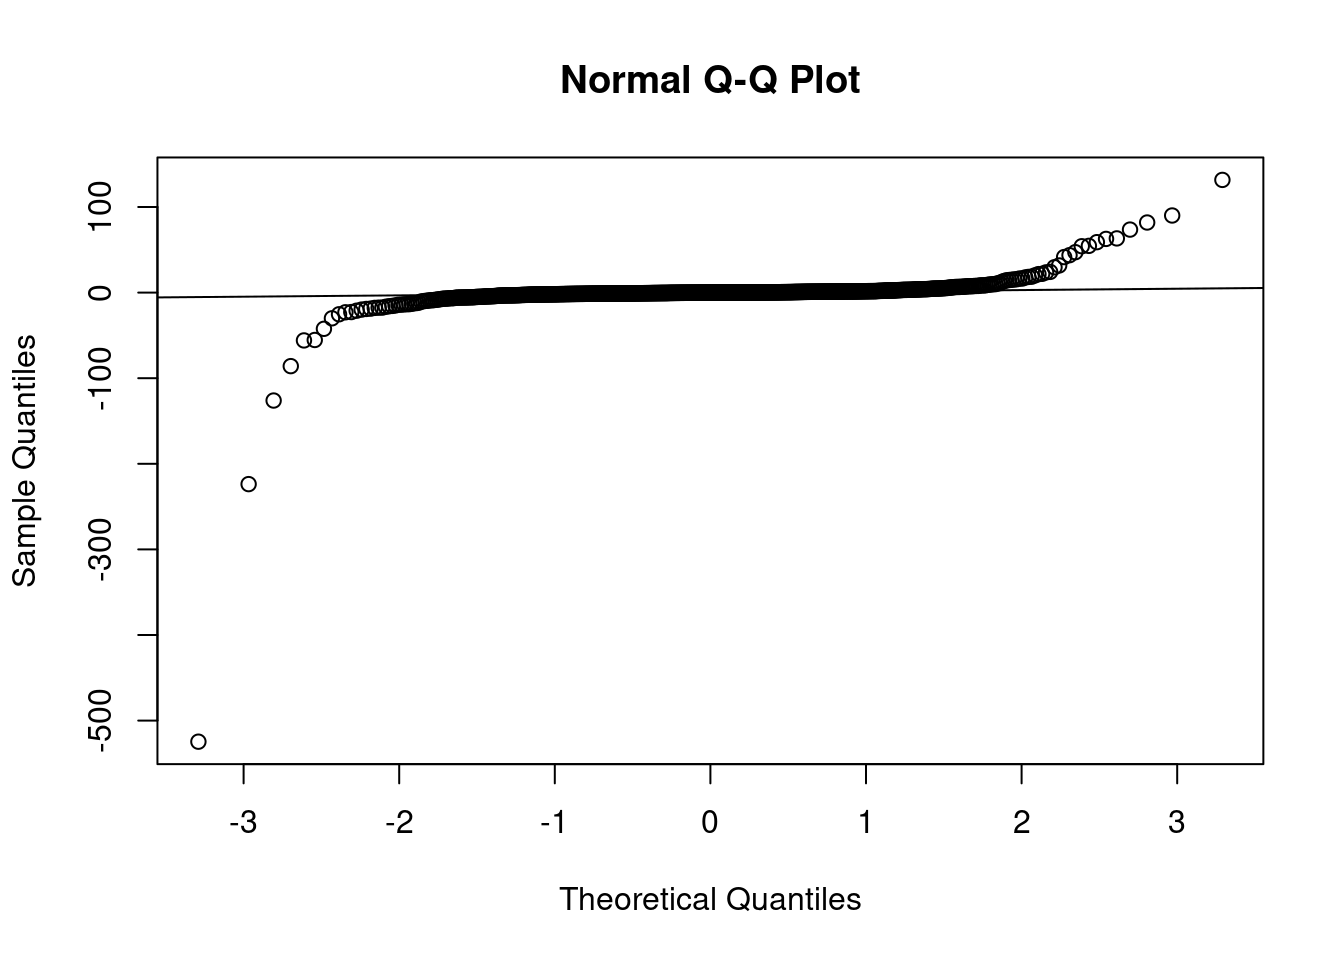 Normal Q-Q Plot
Sample Quantiles
100
0
-100
-300
-500
-3 -2 -1 0 1 2 3
Theoretical Quantiles